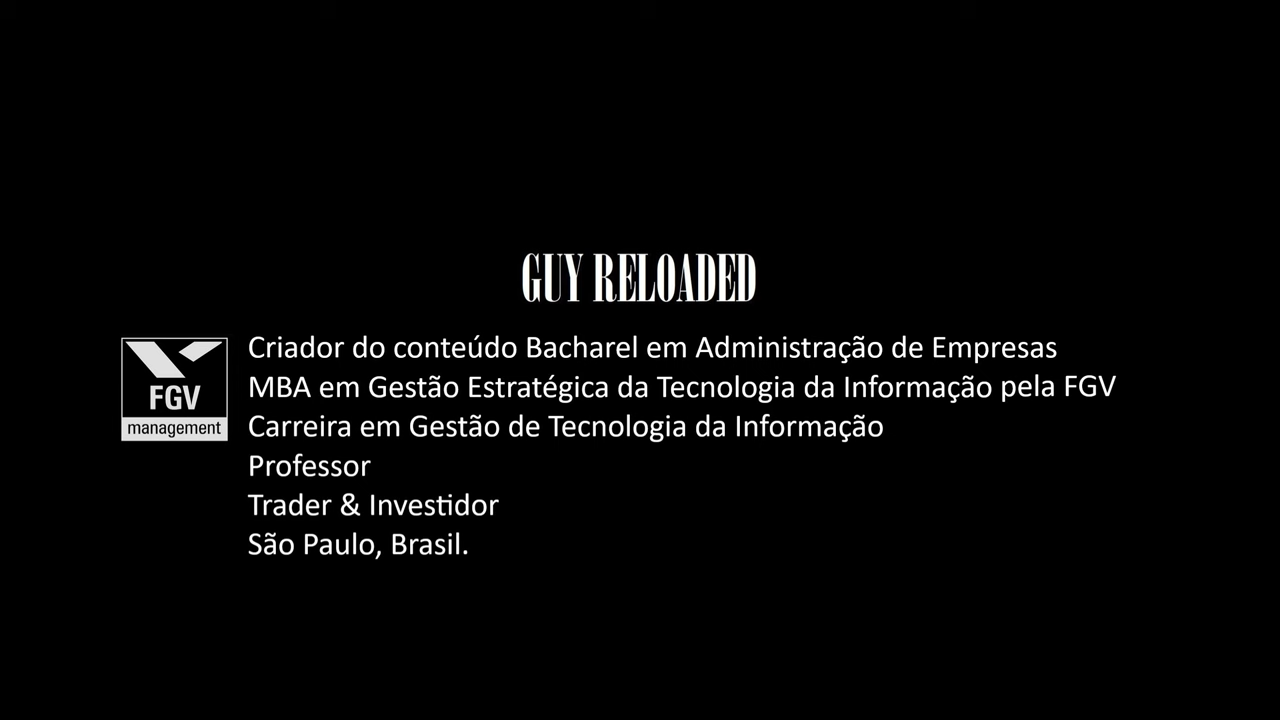 GUY RELOADED
FGV
management
Criador do conteúdo Bacharel em Administração de Empresas
MBA em Gestão Estratégica da Tecnologia da Informação pela FGV
Carreira em Gestão de Tecnologia da Informação
Professor
Trader & Investidor
São Paulo, Brasil.